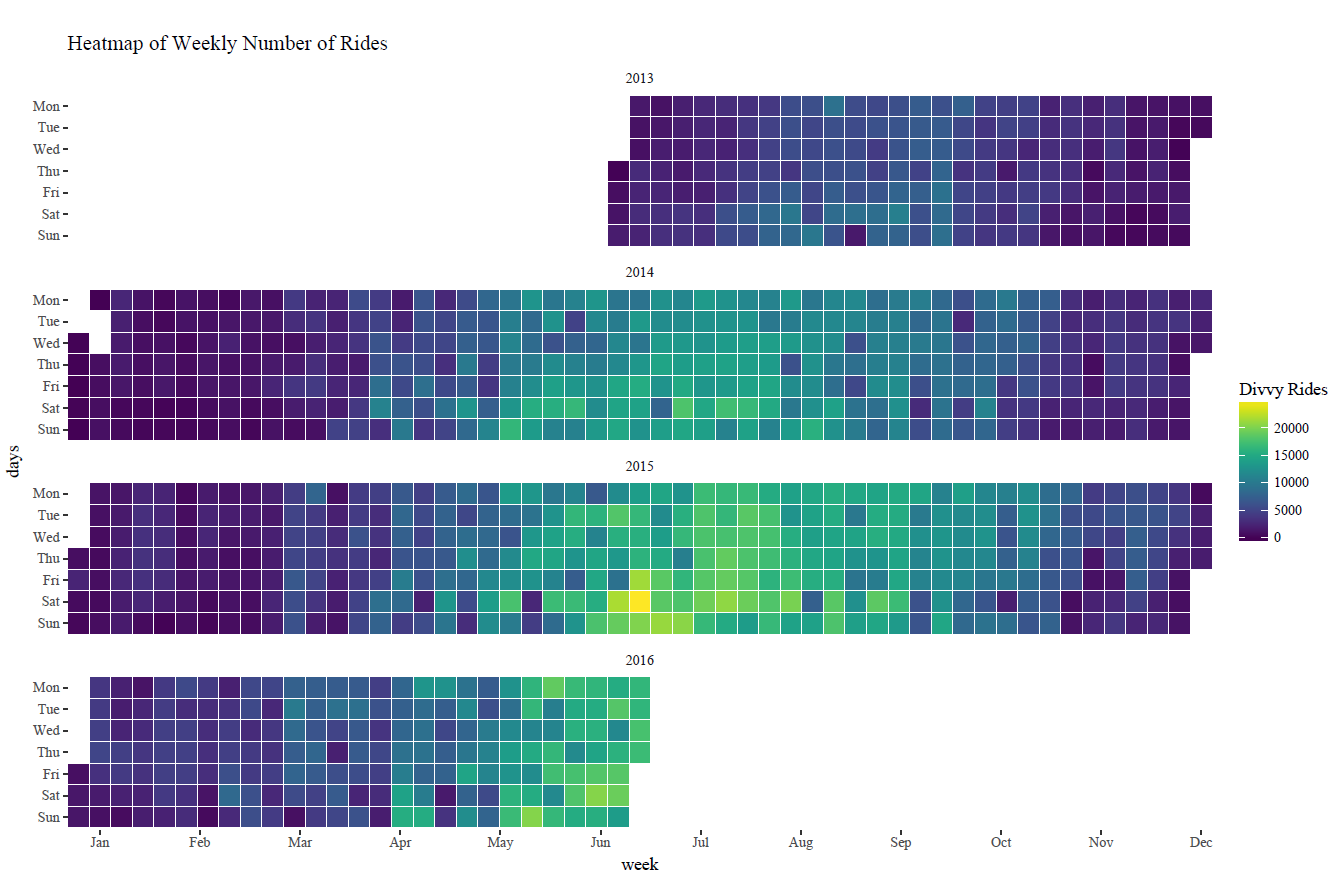 Heatmap of Weekly Number of Rides
2013
Mon
Tue
Wed
Thu
Fri
Sat
Sun
2014
Mon
Tue
Wed
Thu
Fri
Sat
Sun
days
2015
Mon
Tue
Wed
Thu
Fri
Sat
Sun
2016
Mon
Tue
Wed
Thu
Fri
Sat
Sun
Jan Feb Mar Apr May Jun Jul Aug Sep Oct Nov Dec
week
Divvy Rides
20000
15000
10000
5000
0